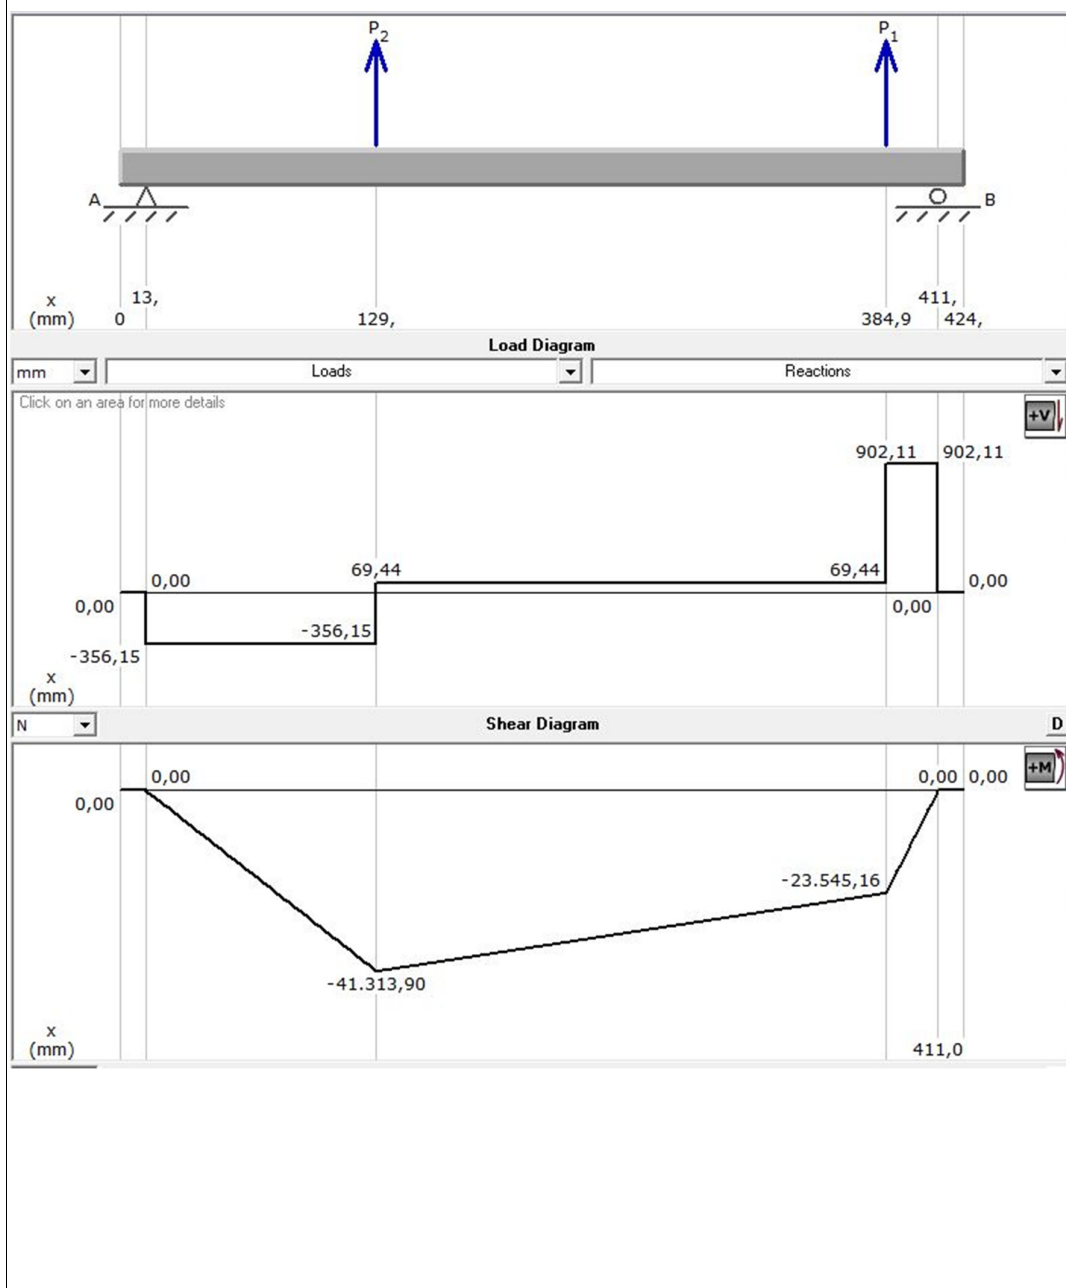 P2 P1
A B
x 13, 411,
(mm) 0 129, 384,9 424,
Load Diagram
mm Loads Reactions
Click on an area for more details
+V
902,11 902,11
0,00 69,44 69,44 0,00
0,00 -356,15 0,00
-356,15
x
(mm)
N Shear Diagram D
0,00 0,00 0,00 +M
0,00
-23.545,16
-41.313,90
x
(mm) 411,0